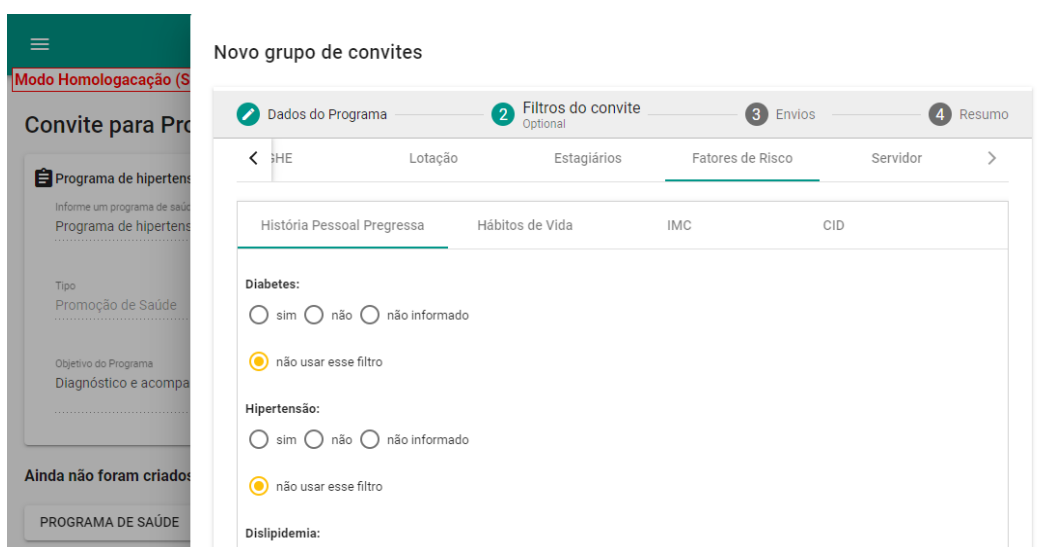 Novo grupo de convites
Modo Homologacação (S
Convite para Pro
Programa de hipertens
Informe um programa de saúd
Programa de hipertens
Tipo
Promoção de Saúde
Objetivo do Programa
Diagnóstico e acompa
Ainda não foram criados
PROGRAMA DE SAÚDE
Dados do Programa
2 Filtros do convite
Optional
3 Envios
4 Resumo
GHE Lotação Estagiários Fatores de Risco Servidor
História Pessoal Pregressa Hábitos de Vida IMC CID
Diabetes:
sim não não informado
não usar esse filtro
Hipertensão:
sim não não informado
não usar esse filtro
Dislipidemia: